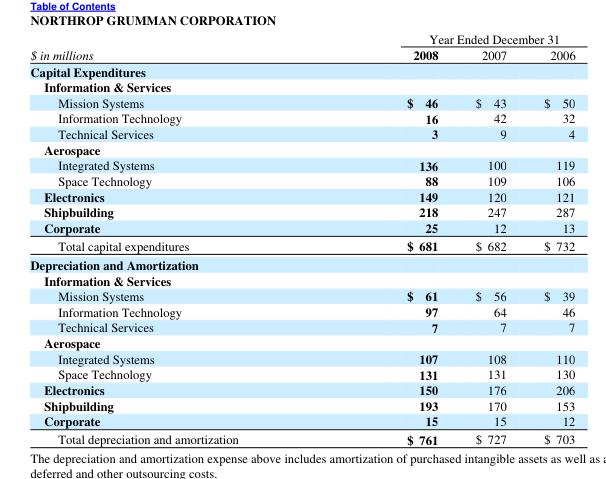 Table of Contents
NORTHROP GRUMMAN CORPORATION
Year Ended December 31
$ in millions 2008 2007 2006
Capital Expenditures
Information & Services
Mission Systems $ 46 $ 43 $ 50
Information Technology 16 42 32
Technical Services 3 9 4
Aerospace
Integrated Systems 136 100 119
Space Technology 88 109 106
Electronics 149 120 121
Shipbuilding 218 247 287
Corporate 25 12 13
Total capital expenditures $ 681 $ 682 $ 732
Depreciation and Amortization
Information & Services
Mission Systems $ 61 $ 56 $ 39
Information Technology 97 64 46
Technical Services 7 7 7
Aerospace
Integrated Systems 107 108 110
Space Technology 131 131 130
Electronics 150 176 206
Shipbuilding 193 170 153
Corporate 15 15 12
Total depreciation and amortization $ 761 $ 727 $ 703
The depreciation and amortization expense above includes amortization of purchased intangible assets as well as a
deferred and other outsourcing costs.